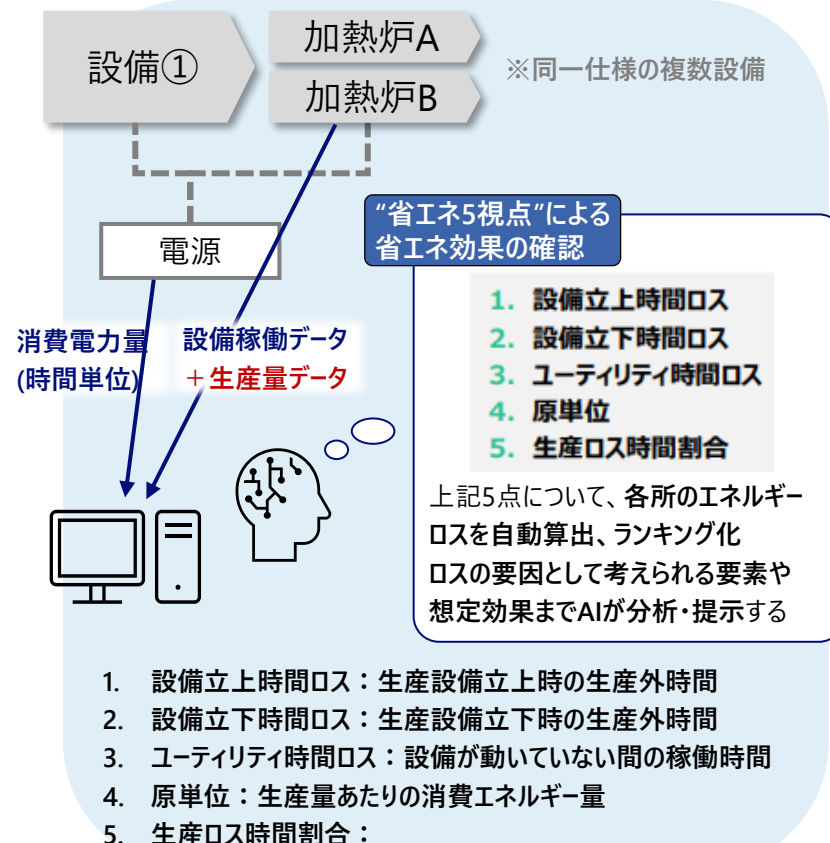 設備①
加熱炉A
加熱炉B
※同一仕様の複数設備
電源
消費電力量
(時間単位)
設備稼働データ
＋生産量データ
“省エネ5視点”による
省エネ効果の確認
1. 設備立上時間ロス
2. 設備立下時間ロス
3. ユーティリティ時間ロス
4. 原単位
5. 生産ロス時間割合
上記5点について、各所のエネルギー
ロスを自動算出、ランキング化
ロスの要因として考えられる要素や
想定効果までAIが分析・提示する
1. 設備立上時間ロス：生産設備立上時の生産外時間
2. 設備立下時間ロス：生産設備立下時の生産外時間
3. ユーティリティ時間ロス：設備が動いていない間の稼働時間
4. 原単位：生産量あたりの消費エネルギー量
5. 生産ロス時間割合：